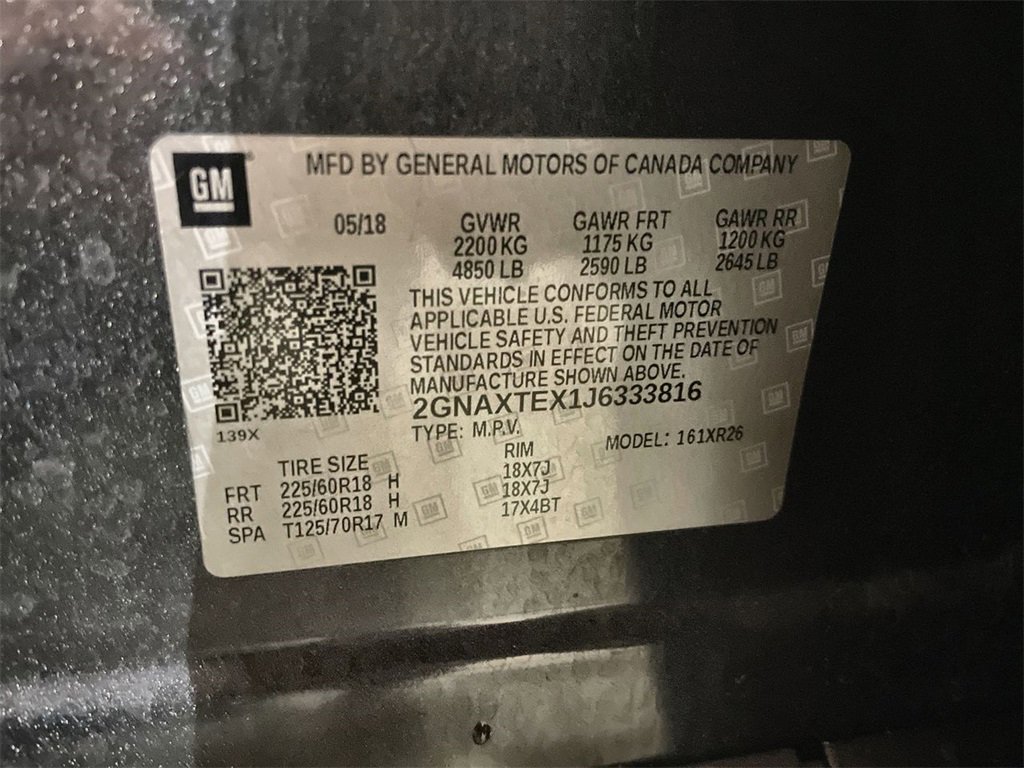 GM
MFD BY GENERAL MOTORS OF CANADA COMPANY
05/18 GVWR GAWR FRT GAWR RR
2200 KG 1175 KG 1200 KG
4850 LB 2590 LB 2645 LB
THIS VEHICLE CONFORMS TO ALL
APPLICABLE U.S. FEDERAL MOTOR
VEHICLE SAFETY AND THEFT PREVENTION
STANDARDS IN EFFECT ON THE DATE OF
MANUFACTURE SHOWN ABOVE.
2GNAXTEX1J6333816
139X
TYPE: M.P.V. MODEL: 161XR26
TIRE SIZE RIM
FRT 225/60R18 H 18X7J
RR 225/60R18 H 18X7J
SPA T125/70R17 M 17X4BT